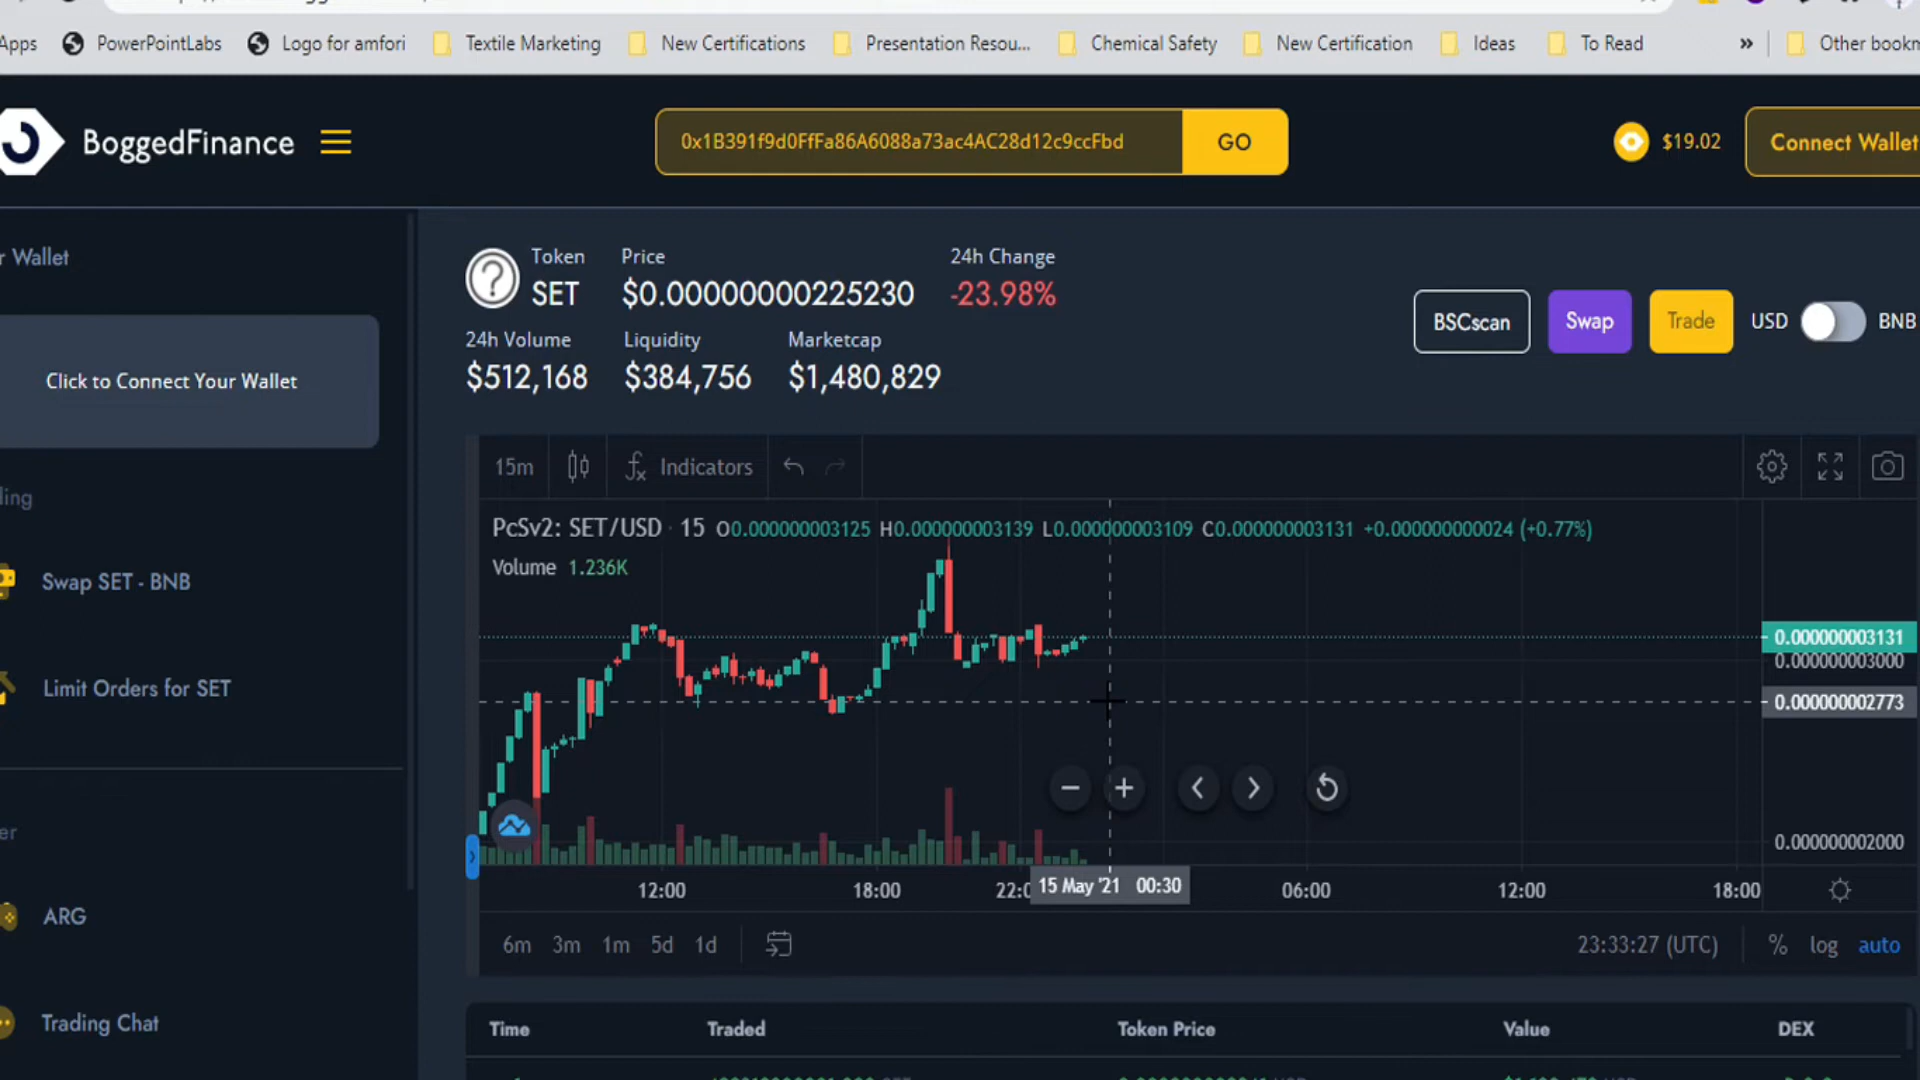 Apps PowerPointLabs Logo for amfori Textile Marketing New Certifications Presentation Resou... Chemical Safety New Certification Ideas To Read » Other bookm
BoggedFinance 0x1B391f9d0FfFa86A6088a73ac4AC28d12c9ccFbd GO $19.02 Connect Wallet
r Wallet
Click to Connect Your Wallet
ling
Swap SET - BNB
Limit Orders for SET
er
ARG
Trading Chat
Token Price 24h Change
SET $0.00000000225230 -23.98%
24h Volume Liquidity Marketcap
$512,168 $384,756 $1,480,829
BSCscan Swap Trade USD BNB
15m Indicators
PcSv2: SET/USD · 15 O0.000000003125 H0.000000003139 L0.000000003109 C0.000000003131 +0.000000000024 (+0.77%)
Volume 1.236K
0.000000003131
0.000000003000
0.000000002773
0.000000002000
12:00 18:00 22:0 15 May '21 00:30 06:00 12:00 18:00
6m 3m 1m 5d 1d 23:33:27 (UTC) % log auto
Time Traded Token Price Value DEX